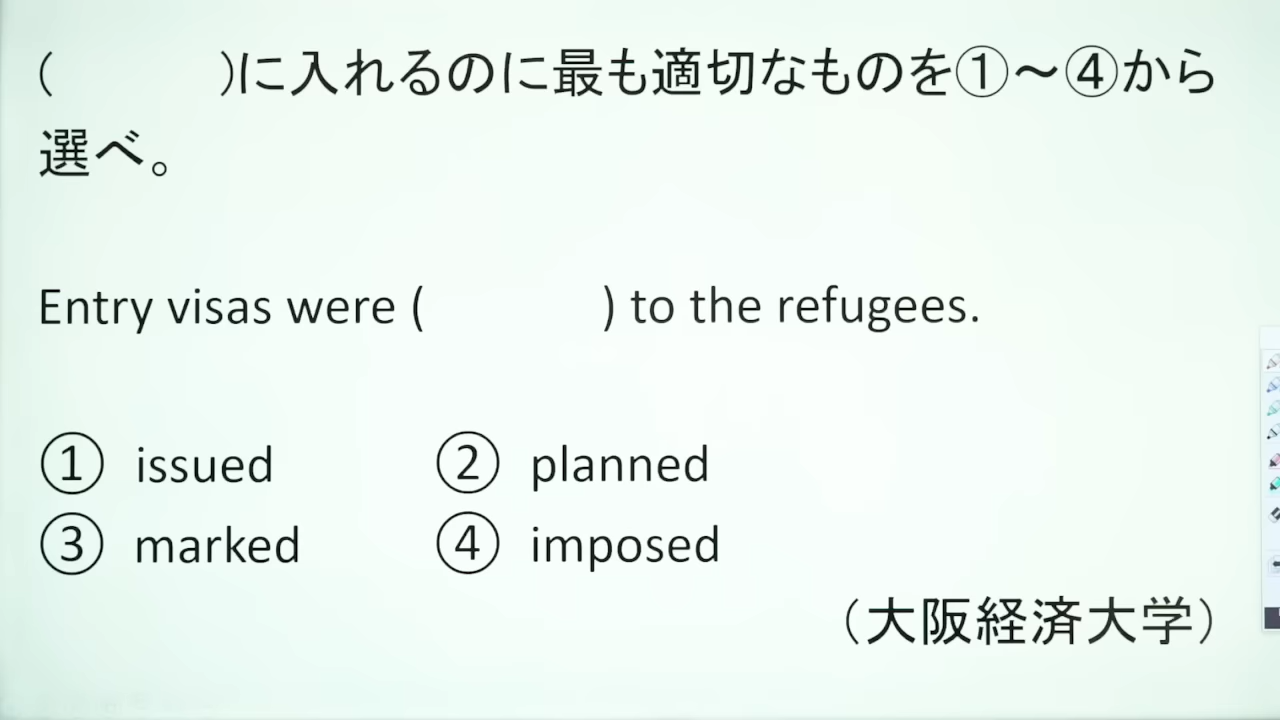 (　　　)に入れるのに最も適切なものを①～④から
選べ。
Entry visas were (　　　) to the refugees.
① issued　② planned
③ marked　④ imposed
（大阪経済大学）